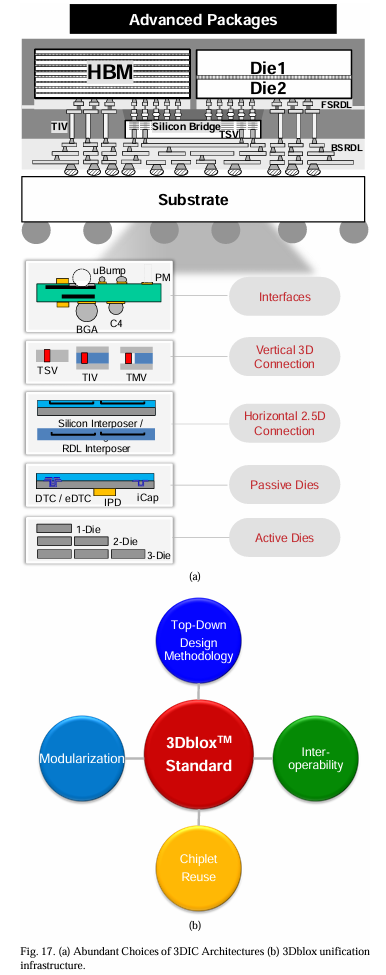 Advanced Packages
HBM
Die1
Die2
FSRDL
TIV
Silicon Bridge
TSV
BSRDL
Substrate
uBump
PM
BGA
C4
Interfaces
TSV
TIV
TMV
Vertical 3D
Connection
Silicon Interposer /
RDL Interposer
Horizontal 2.5D
Connection
DTC / eDTC
IPD
iCap
Passive Dies
1-Die
2-Die
3-Die
Active Dies
(a)
Top-Down
Design
Methodology
Modularization
3Dblox™
Standard
Inter-
operability
Chiplet
Reuse
(b)
Fig. 17. (a) Abundant Choices of 3DIC Architectures (b) 3Dblox unification
infrastructure.